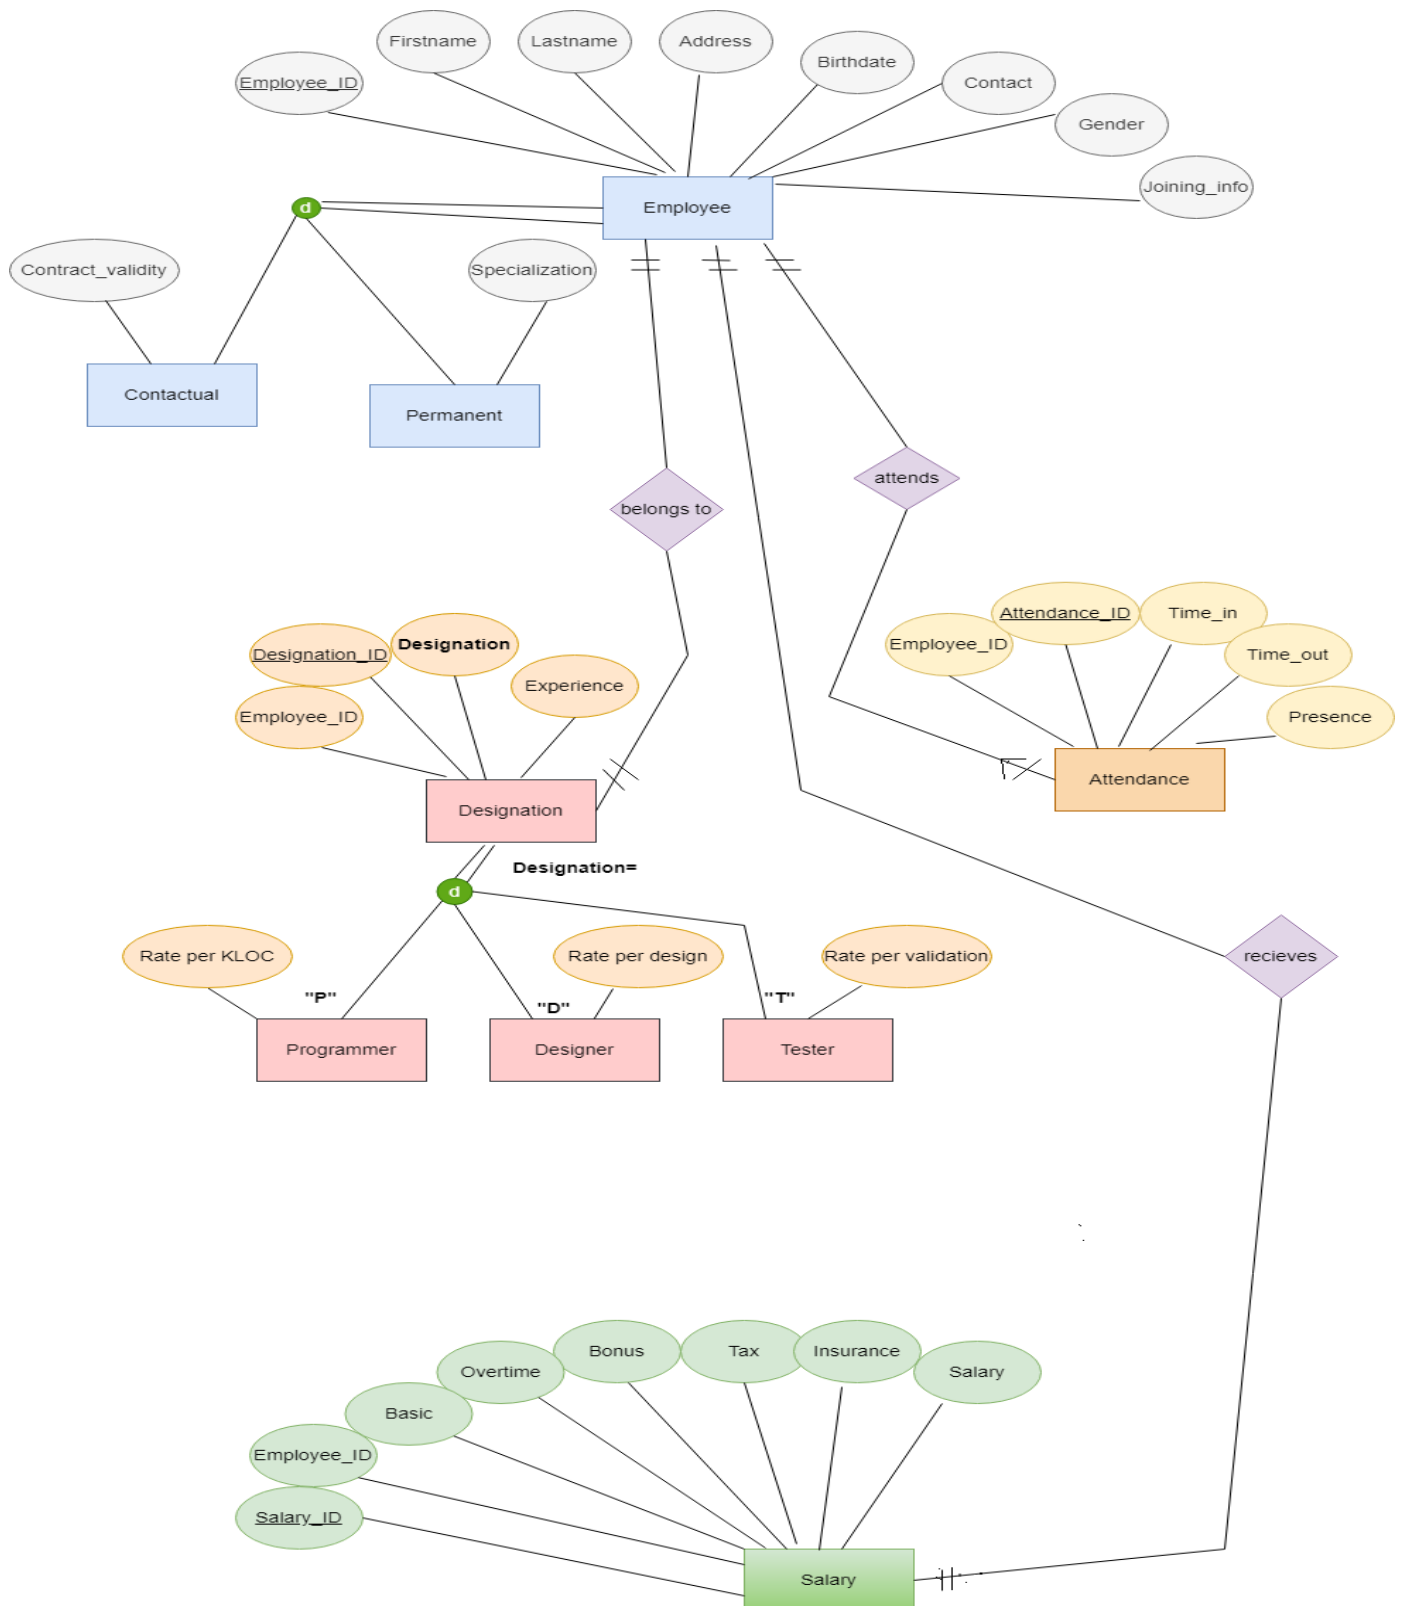 Firstname
Lastname
Address
Birthdate
Employee_ID
Contact
Gender
Joining_info
d
Employee
Contract_validity
Specialization
Contactual
Permanent
attends
belongs to
Designation_ID
Designation
Employee_ID
Experience
Employee_ID
Attendance_ID
Time_in
Time_out
Presence
Attendance
Designation
Designation=
d
Rate per KLOC
Rate per design
Rate per validation
recieves
"P"
"D"
"T"
Programmer
Designer
Tester
Overtime
Bonus
Tax
Insurance
Salary
Basic
Employee_ID
Salary_ID
Salary